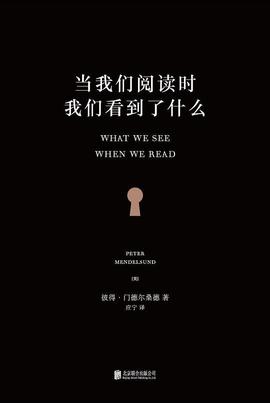 当我们阅读时
我们看到了什么
WHAT WE SEE
WHEN WE READ
PETER
MENDELSUND
[美]
彼得·门德尔桑德 著
应宁 译
北京联合出版公司